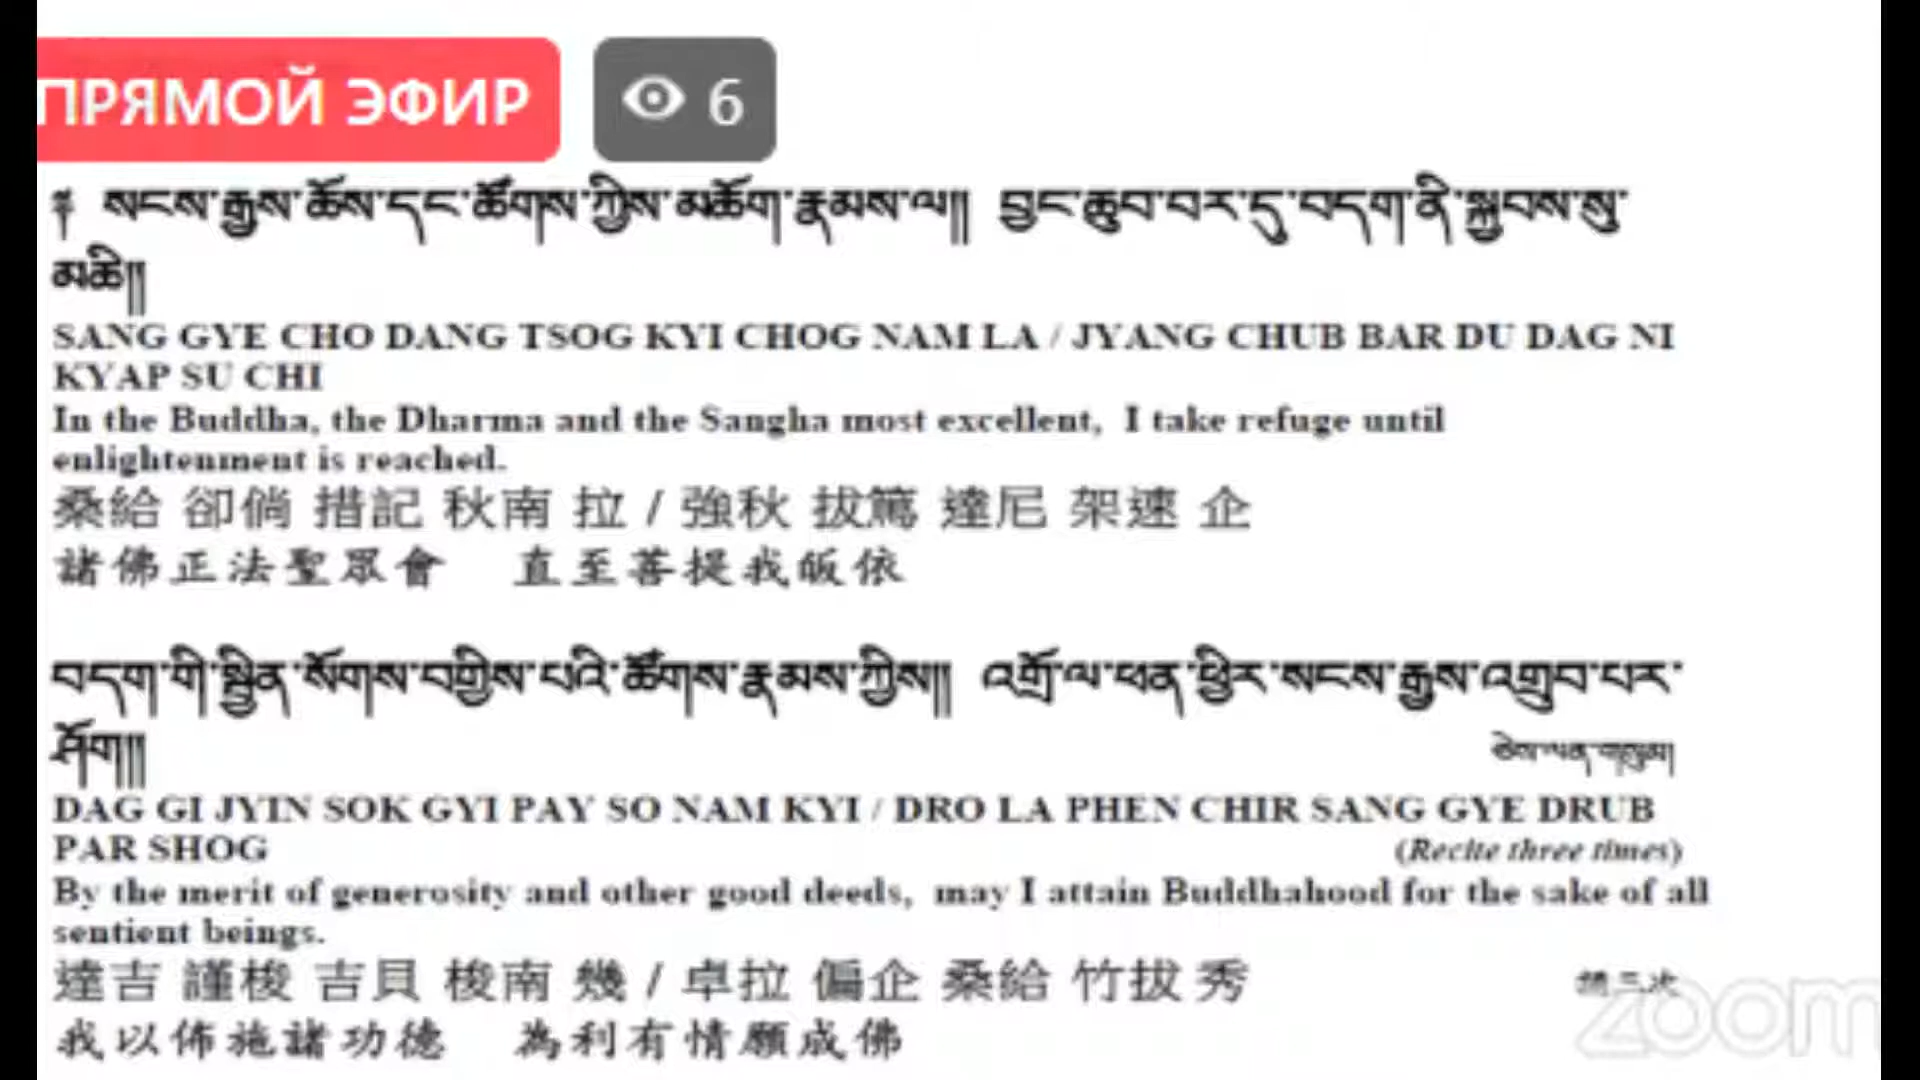 ПРЯМОЙ ЭФИР 6
༈ སངས་རྒྱས་ཆོས་དང་ཚོགས་ཀྱིས་མཆོག་རྣམས་ལ།། བྱང་ཆུབ་བར་དུ་བདག་ནི་སྐྱབས་སུ་
མཆི།།
SANG GYE CHO DANG TSOG KYI CHOG NAM LA / JYANG CHUB BAR DU DAG NI
KYAP SU CHI
In the Buddha, the Dharma and the Sangha most excellent, I take refuge until
enlightenment is reached.
桑給 卻倘 措記 秋南 拉 / 強秋 拔篤 達尼 架速 企
諸佛正法聖眾會 直至菩提我皈依
བདག་གི་སྦྱིན་སོགས་བགྱིས་པའི་ཚོགས་རྣམས་ཀྱིས།། འགྲོ་ལ་ཕན་ཕྱིར་སངས་རྒྱས་འགྲུབ་པར་
ཤོག།།
ཅེས་ལན་གསུམ།
DAG GI JYIN SOK GYI PAY SO NAM KYI / DRO LA PHEN CHIR SANG GYE DRUB
PAR SHOG (Recite three times)
By the merit of generosity and other good deeds, may I attain Buddhahood for the sake of all
sentient beings.
達吉 謹梭 吉貝 梭南 幾 / 卓拉 偏企 桑給 竹拔 秀 三次
我以佈施諸功德 為利有情願成佛
zoom